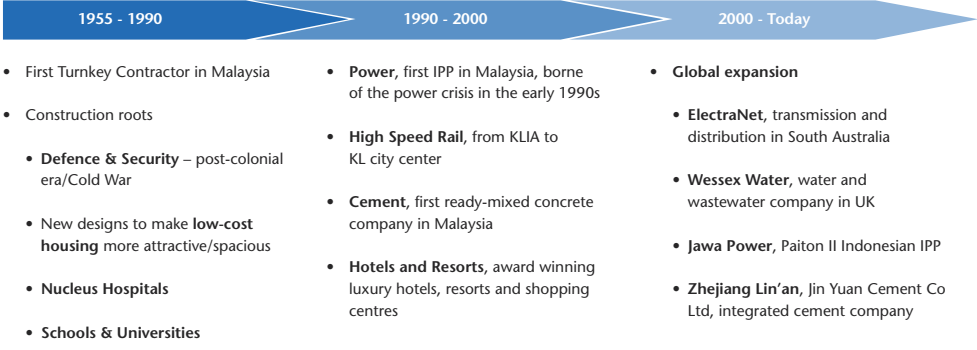 1955 - 1990
• First Turnkey Contractor in Malaysia
• Construction roots
• Defence & Security – post-colonial
era/Cold War
• New designs to make low-cost
housing more attractive/spacious
• Nucleus Hospitals
• Schools & Universities
1990 - 2000
• Power, first IPP in Malaysia, borne
of the power crisis in the early 1990s
• High Speed Rail, from KLIA to
KL city center
• Cement, first ready-mixed concrete
company in Malaysia
• Hotels and Resorts, award winning
luxury hotels, resorts and shopping
centres
2000 - Today
• Global expansion
• ElectraNet, transmission and
distribution in South Australia
• Wessex Water, water and
wastewater company in UK
• Jawa Power, Paiton II Indonesian IPP
• Zhejiang Lin’an, Jin Yuan Cement Co
Ltd, integrated cement company